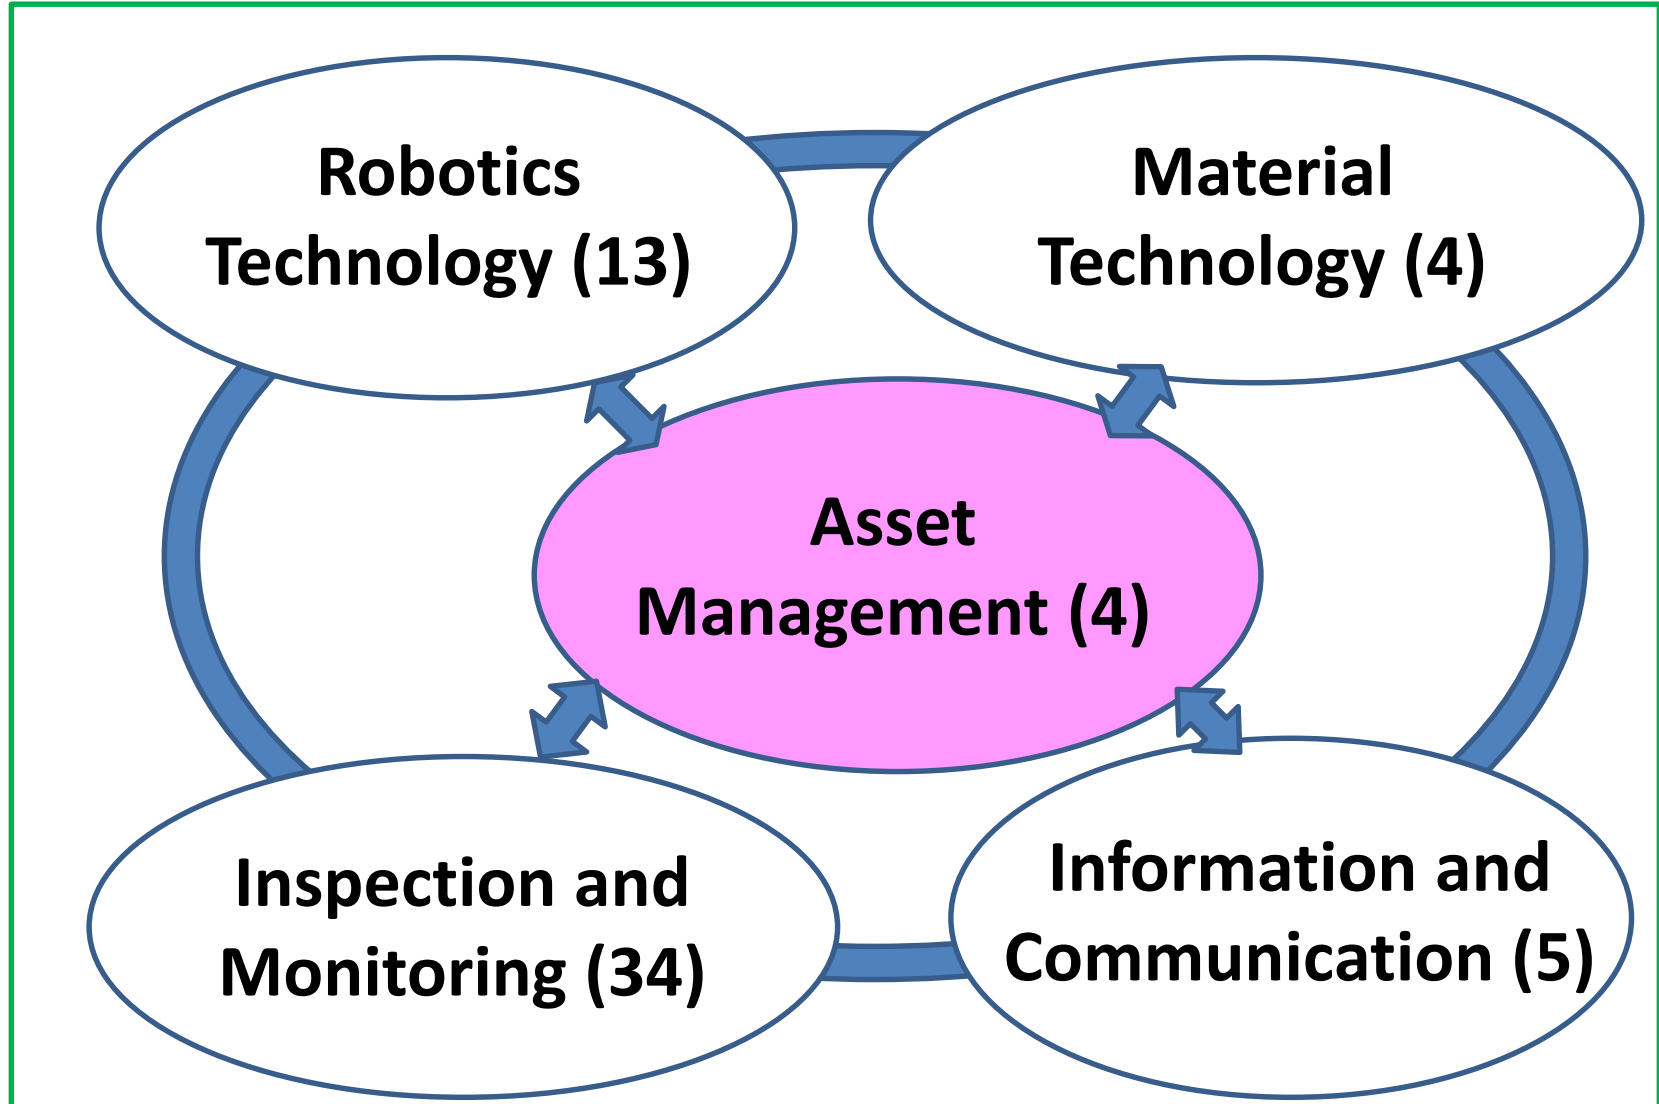 Robotics
Technology (13)
Material
Technology (4)
Asset
Management (4)
Inspection and
Monitoring (34)
Information and
Communication (5)